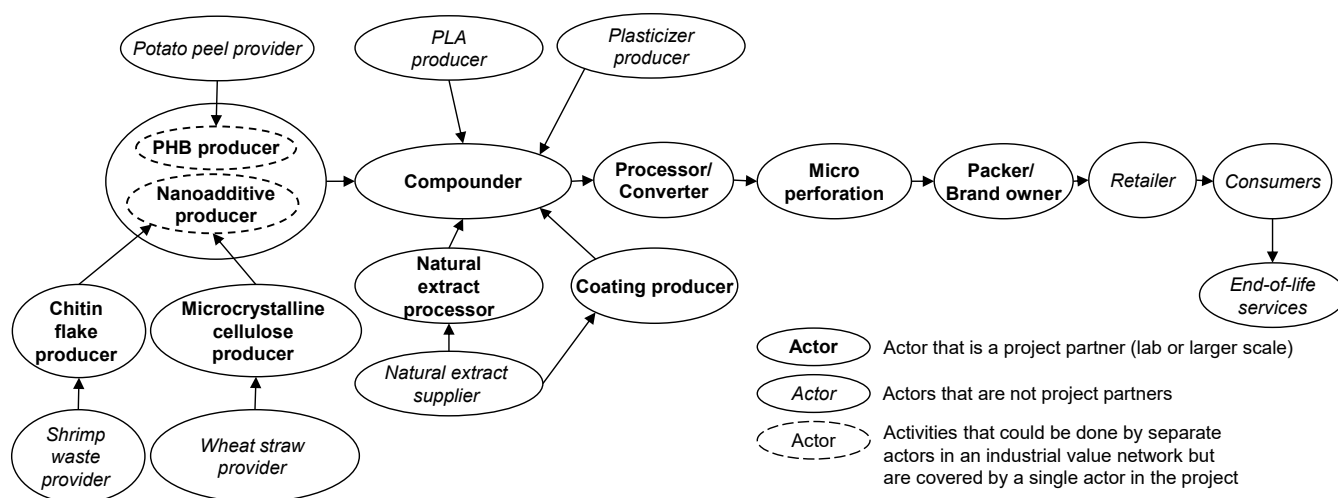 Potato peel provider
PLA
producer
Plasticizer
producer
PHB producer
Nanoadditive
producer
Compounder
Processor/
Converter
Micro
perforation
Packer/
Brand owner
Retailer
Consumers
Chitin
flake
producer
Microcrystalline
cellulose
producer
Natural
extract
processor
Coating producer
End-of-life
services
Natural extract
supplier
Shrimp
waste
provider
Wheat straw
provider
Actor
Actor that is a project partner (lab or larger scale)
Actor
Actors that are not project partners
Actor
Activities that could be done by separate
actors in an industrial value network but
are covered by a single actor in the project